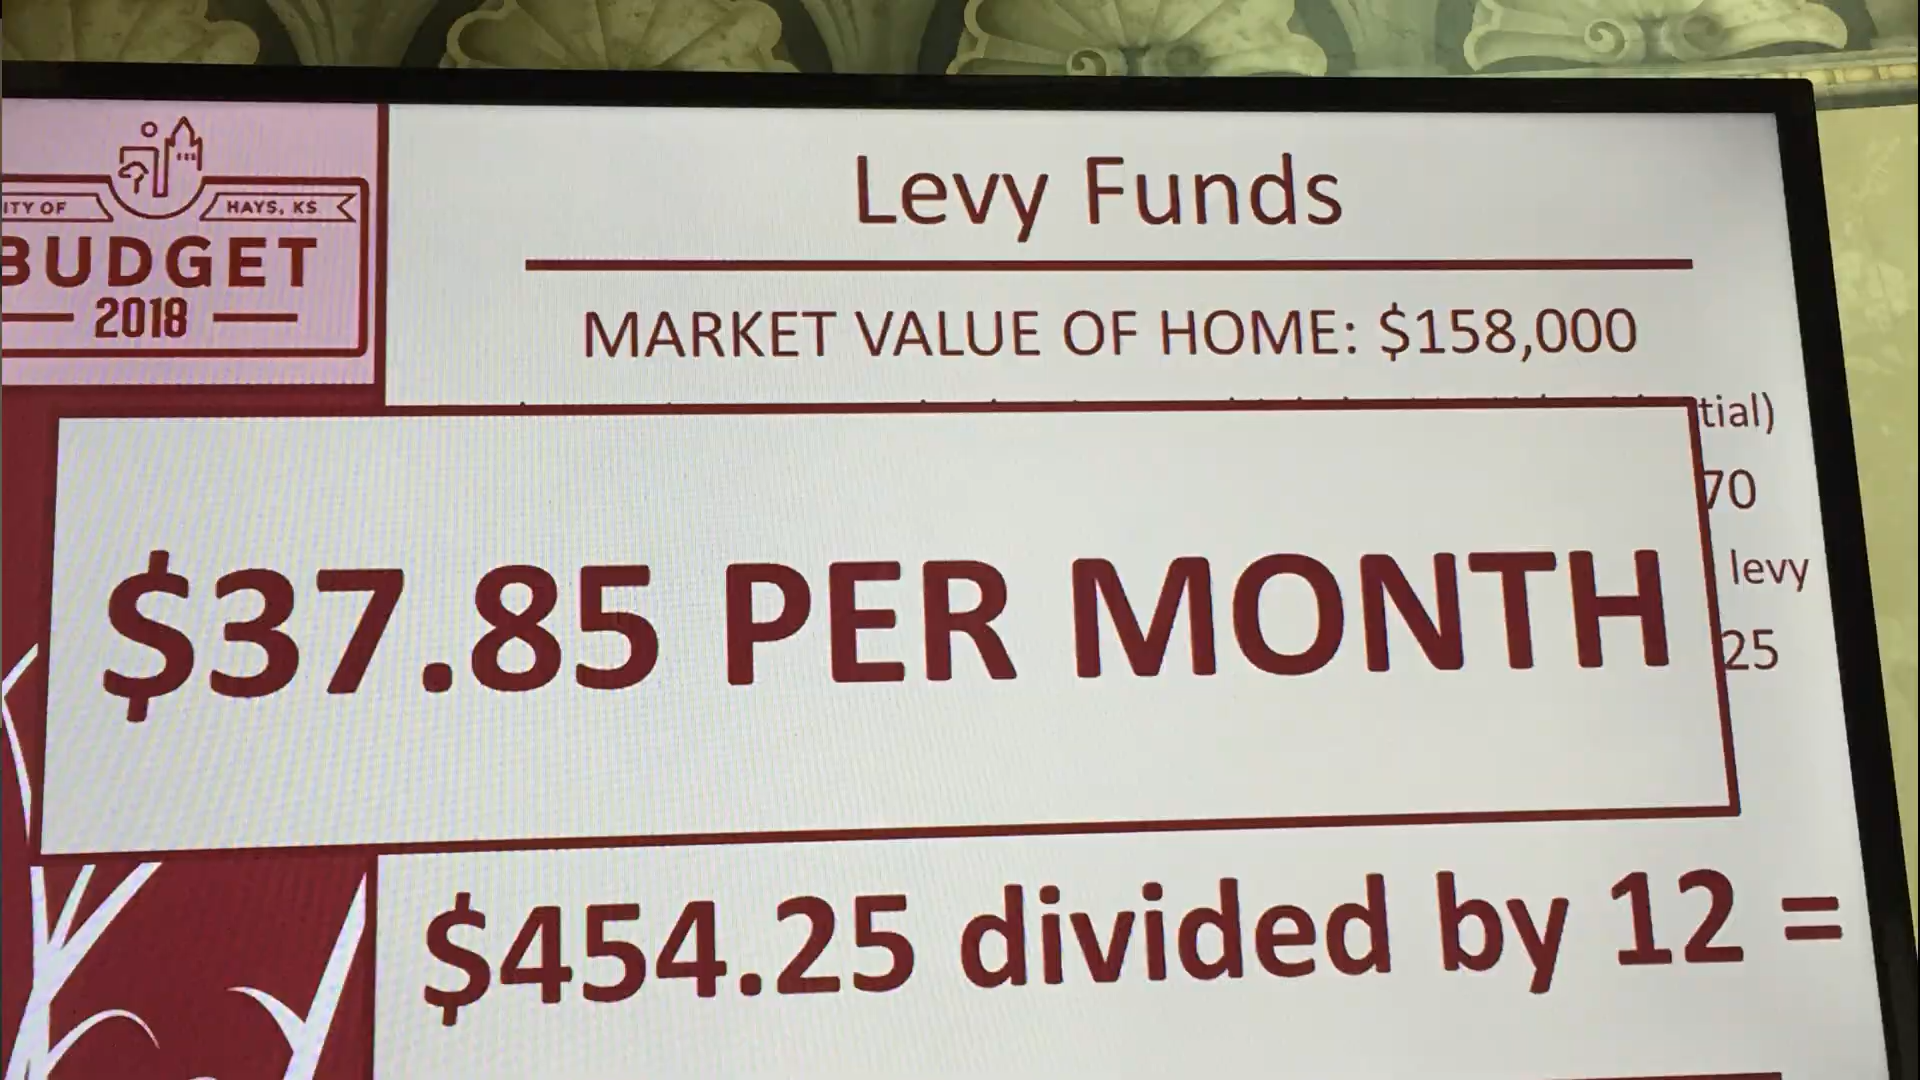 ITY OF HAYS, KS
BUDGET
2018
Levy Funds
MARKET VALUE OF HOME: $158,000
tial)
70
levy
25
$37.85 PER MONTH
$454.25 divided by 12 =